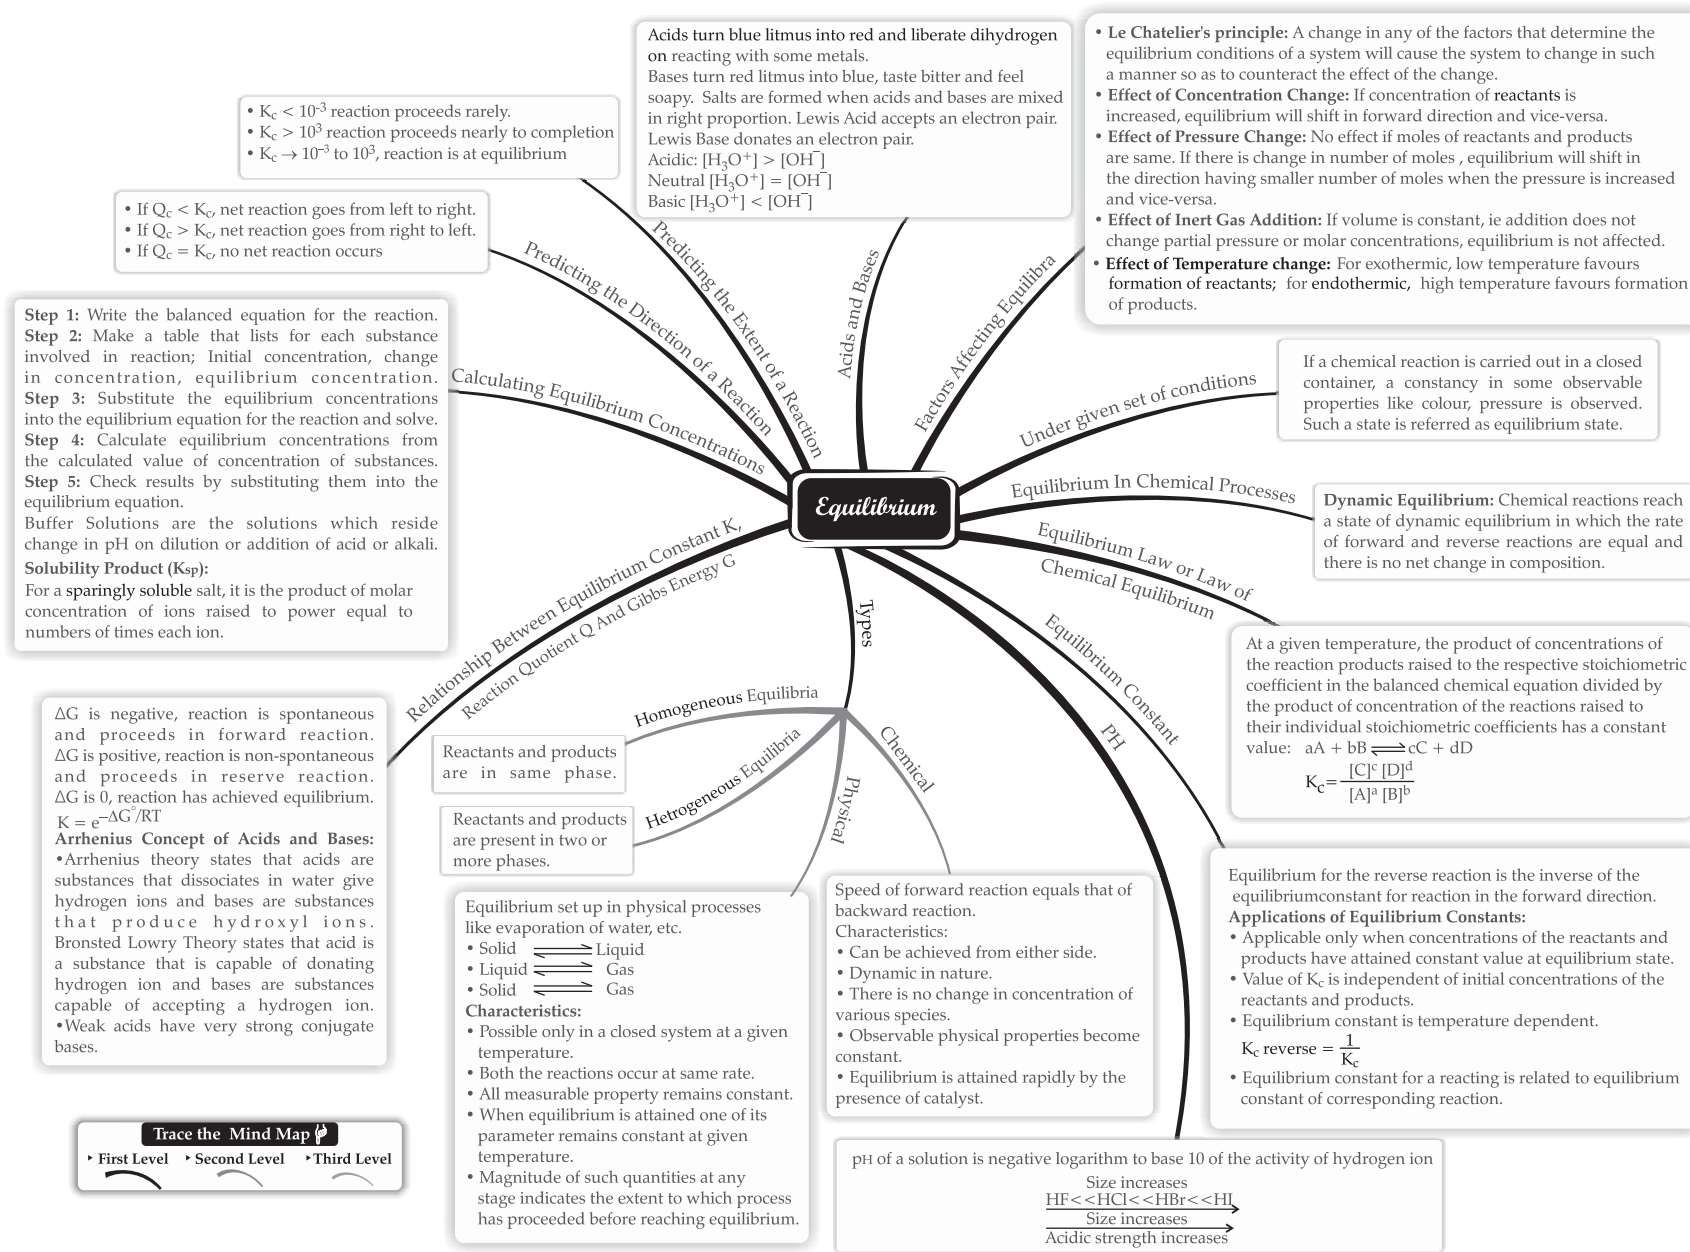 Acids turn blue litmus into red and liberate dihydrogen
on reacting with some metals.
Bases turn red litmus into blue, taste bitter and feel
soapy. Salts are formed when acids and bases are mixed
in right proportion. Lewis Acid accepts an electron pair.
Lewis Base donates an electron pair.
Acidic: [H₃O⁺] > [OH⁻]
Neutral [H₃O⁺] = [OH⁻]
Basic [H₃O⁺] < [OH⁻]
• Le Chatelier's principle: A change in any of the factors that determine the
equilibrium conditions of a system will cause the system to change in such
a manner so as to counteract the effect of the change.
• Effect of Concentration Change: If concentration of reactants is
increased, equilibrium will shift in forward direction and vice-versa.
• Effect of Pressure Change: No effect if moles of reactants and products
are same. If there is change in number of moles , equilibrium will shift in
the direction having smaller number of moles when the pressure is increased
and vice-versa.
• Effect of Inert Gas Addition: If volume is constant, ie addition does not
change partial pressure or molar concentrations, equilibrium is not affected.
• Effect of Temperature change: For exothermic, low temperature favours
formation of reactants; for endothermic, high temperature favours formation
of products.
• K_c < 10⁻³ reaction proceeds rarely.
• K_c > 10³ reaction proceeds nearly to completion
• K_c → 10⁻³ to 10³, reaction is at equilibrium
• If Q_c < K_c, net reaction goes from left to right.
• If Q_c > K_c, net reaction goes from right to left.
• If Q_c = K_c, no net reaction occurs
Predicting the Extent of a Reaction
Predicting the Direction of a Reaction
Acids and Bases
Factors Affecting Equilibra
Calculating Equilibrium Concentrations
Under given set of conditions
Step 1: Write the balanced equation for the reaction.
Step 2: Make a table that lists for each substance
involved in reaction; Initial concentration, change
in concentration, equilibrium concentration.
Step 3: Substitute the equilibrium concentrations
into the equilibrium equation for the reaction and solve.
Step 4: Calculate equilibrium concentrations from
the calculated value of concentration of substances.
Step 5: Check results by substituting them into the
equilibrium equation.
Buffer Solutions are the solutions which reside
change in pH on dilution or addition of acid or alkali.
Solubility Product (Ksp):
For a sparingly soluble salt, it is the product of molar
concentration of ions raised to power equal to
numbers of times each ion.
If a chemical reaction is carried out in a closed
container, a constancy in some observable
properties like colour, pressure is observed.
Such a state is referred as equilibrium state.
Equilibrium
Equilibrium In Chemical Processes
Dynamic Equilibrium: Chemical reactions reach
a state of dynamic equilibrium in which the rate
of forward and reverse reactions are equal and
there is no net change in composition.
Equilibrium Law or Law of
Chemical Equilibrium
At a given temperature, the product of concentrations of
the reaction products raised to the respective stoichiometric
coefficient in the balanced chemical equation divided by
the product of concentration of the reactions raised to
their individual stoichiometric coefficients has a constant
value: aA + bB ⇌ cC + dD
K_c = [C]ᶜ [D]ᵈ / [A]ᵃ [B]ᵇ
Relationship Between Equilibrium Constant K,
Reaction Quotient Q And Gibbs Energy G
Types
Equilibrium Constant
PH
ΔG is negative, reaction is spontaneous
and proceeds in forward reaction.
ΔG is positive, reaction is non-spontaneous
and proceeds in reserve reaction.
ΔG is 0, reaction has achieved equilibrium.
K = e^–ΔG°/RT
Arrhenius Concept of Acids and Bases:
•Arrhenius theory states that acids are
substances that dissociates in water give
hydrogen ions and bases are substances
that produce hydroxyl ions.
Bronsted Lowry Theory states that acid is
a substance that is capable of donating
hydrogen ion and bases are substances
capable of accepting a hydrogen ion.
•Weak acids have very strong conjugate
bases.
Homogeneous Equilibria
Reactants and products
are in same phase.
Hetrogeneous Equilibria
Reactants and products
are present in two or
more phases.
Physical
Chemical
Equilibrium set up in physical processes
like evaporation of water, etc.
• Solid ⇌ Liquid
• Liquid ⇌ Gas
• Solid ⇌ Gas
Characteristics:
• Possible only in a closed system at a given
temperature.
• Both the reactions occur at same rate.
• All measurable property remains constant.
• When equilibrium is attained one of its
parameter remains constant at given
temperature.
• Magnitude of such quantities at any
stage indicates the extent to which process
has proceeded before reaching equilibrium.
Speed of forward reaction equals that of
backward reaction.
Characteristics:
• Can be achieved from either side.
• Dynamic in nature.
• There is no change in concentration of
various species.
• Observable physical properties become
constant.
• Equilibrium is attained rapidly by the
presence of catalyst.
Equilibrium for the reverse reaction is the inverse of the
equilibriumconstant for reaction in the forward direction.
Applications of Equilibrium Constants:
• Applicable only when concentrations of the reactants and
products have attained constant value at equilibrium state.
• Value of K_c is independent of initial concentrations of the
reactants and products.
• Equilibrium constant is temperature dependent.
K_c reverse = 1/K_c
• Equilibrium constant for a reacting is related to equilibrium
constant of corresponding reaction.
pH of a solution is negative logarithm to base 10 of the activity of hydrogen ion
Size increases
HF<<HCl<<HBr<<HI
Size increases
Acidic strength increases
Trace the Mind Map
‣ First Level ‣ Second Level ‣ Third Level